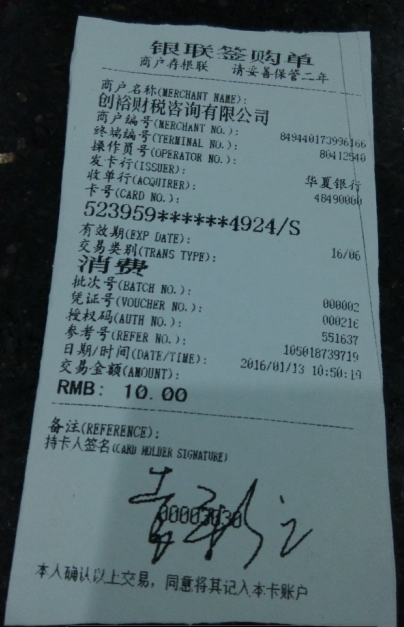 银联签购单
商户存根联 请妥善保管二年
商户名称(MERCHANT NAME):
创裕财税咨询有限公司
商户编号(MERCHANT NO.):
849440173996166
终端编号(TERMINAL NO.):
80412540
操作员号(OPERATOR NO.):
发卡行(ISSUER):
华夏银行
收单行(ACQUIRER):
48490000
卡号(CARD NO.):
523959******4924/S
有效期(EXP DATE):
16/06
交易类别(TRANS TYPE):
消费
批次号(BATCH NO.):
000002
凭证号(VOUCHER NO.):
000216
授权码(AUTH NO.):
551637
参考号(REFER NO.):
105018739719
日期/时间(DATE/TIME):
2016/01/13 10:50:19
交易金额(AMOUNT):
RMB: 10.00
备注(REFERENCE):
持卡人签名(CARD HOLDER SIGNATURE)
本人确认以上交易,同意将其记入本卡账户